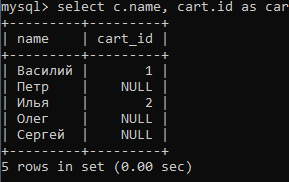 mysql> select c.name, cart.id as car
+---------+---------+
| name    | cart_id |
+---------+---------+
| Василий |       1 |
| Петр    |    NULL |
| Илья    |       2 |
| Олег    |    NULL |
| Сергей  |    NULL |
+---------+---------+
5 rows in set (0.00 sec)